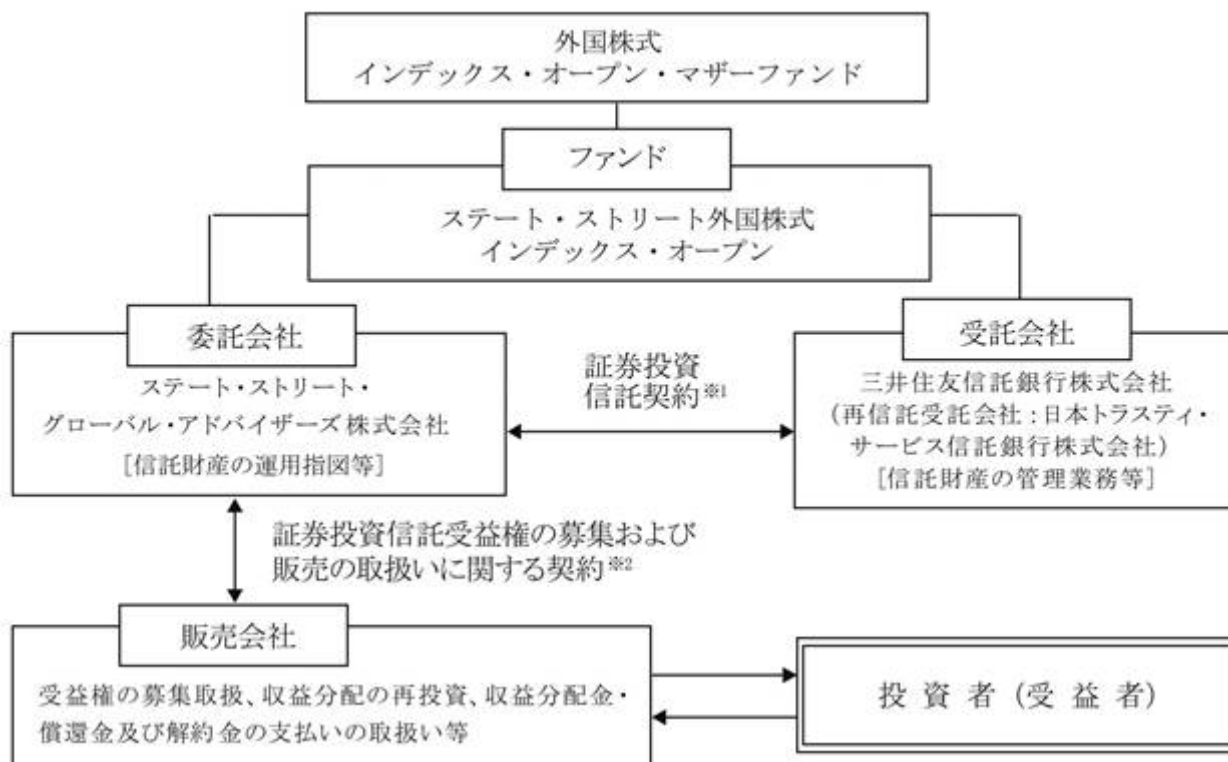 外国株式
インデックス・オープン・マザーファンド
ファンド
ステート・ストリート外国株式
インデックス・オープン
委託会社
ステート・ストリート・
グローバル・アドバイザーズ株式会社
[信託財産の運用指図等]
証券投資
信託契約※1
受託会社
三井住友信託銀行株式会社
(再信託受託会社:日本トラスティ・
サービス信託銀行株式会社)
[信託財産の管理業務等]
証券投資信託受益権の募集および
販売の取扱いに関する契約※2
販売会社
受益権の募集取扱、収益分配の再投資、収益分配金・
償還金及び解約金の支払いの取扱い等
投資者(受益者)